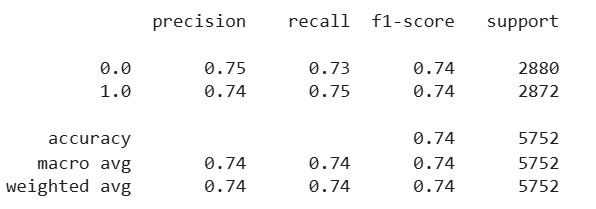 precision recall f1-score support
0.0 0.75 0.73 0.74 2880
1.0 0.74 0.75 0.74 2872
accuracy 0.74 5752
macro avg 0.74 0.74 0.74 5752
weighted avg 0.74 0.74 0.74 5752